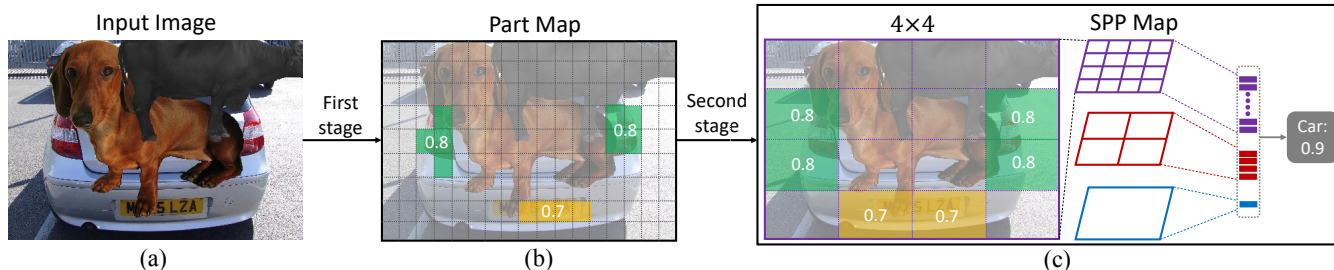 Input Image
Part Map
4×4
SPP Map
First
stage
Second
stage
0.8
0.8
0.7
0.8
0.8
0.8
0.8
0.7
0.7
Car:
0.9
(a)
(b)
(c)